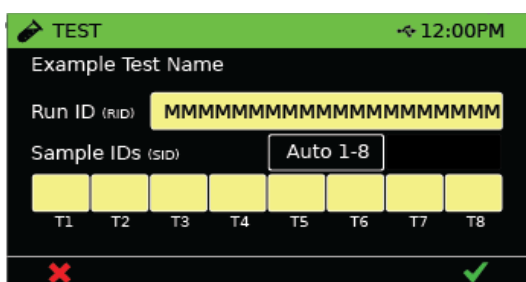 TEST 12:00PM
Example Test Name
Run ID (RID) MMMMMMMMMMMMMMMMMMMM
Sample IDs (SID) Auto 1-8
T1 T2 T3 T4 T5 T6 T7 T8